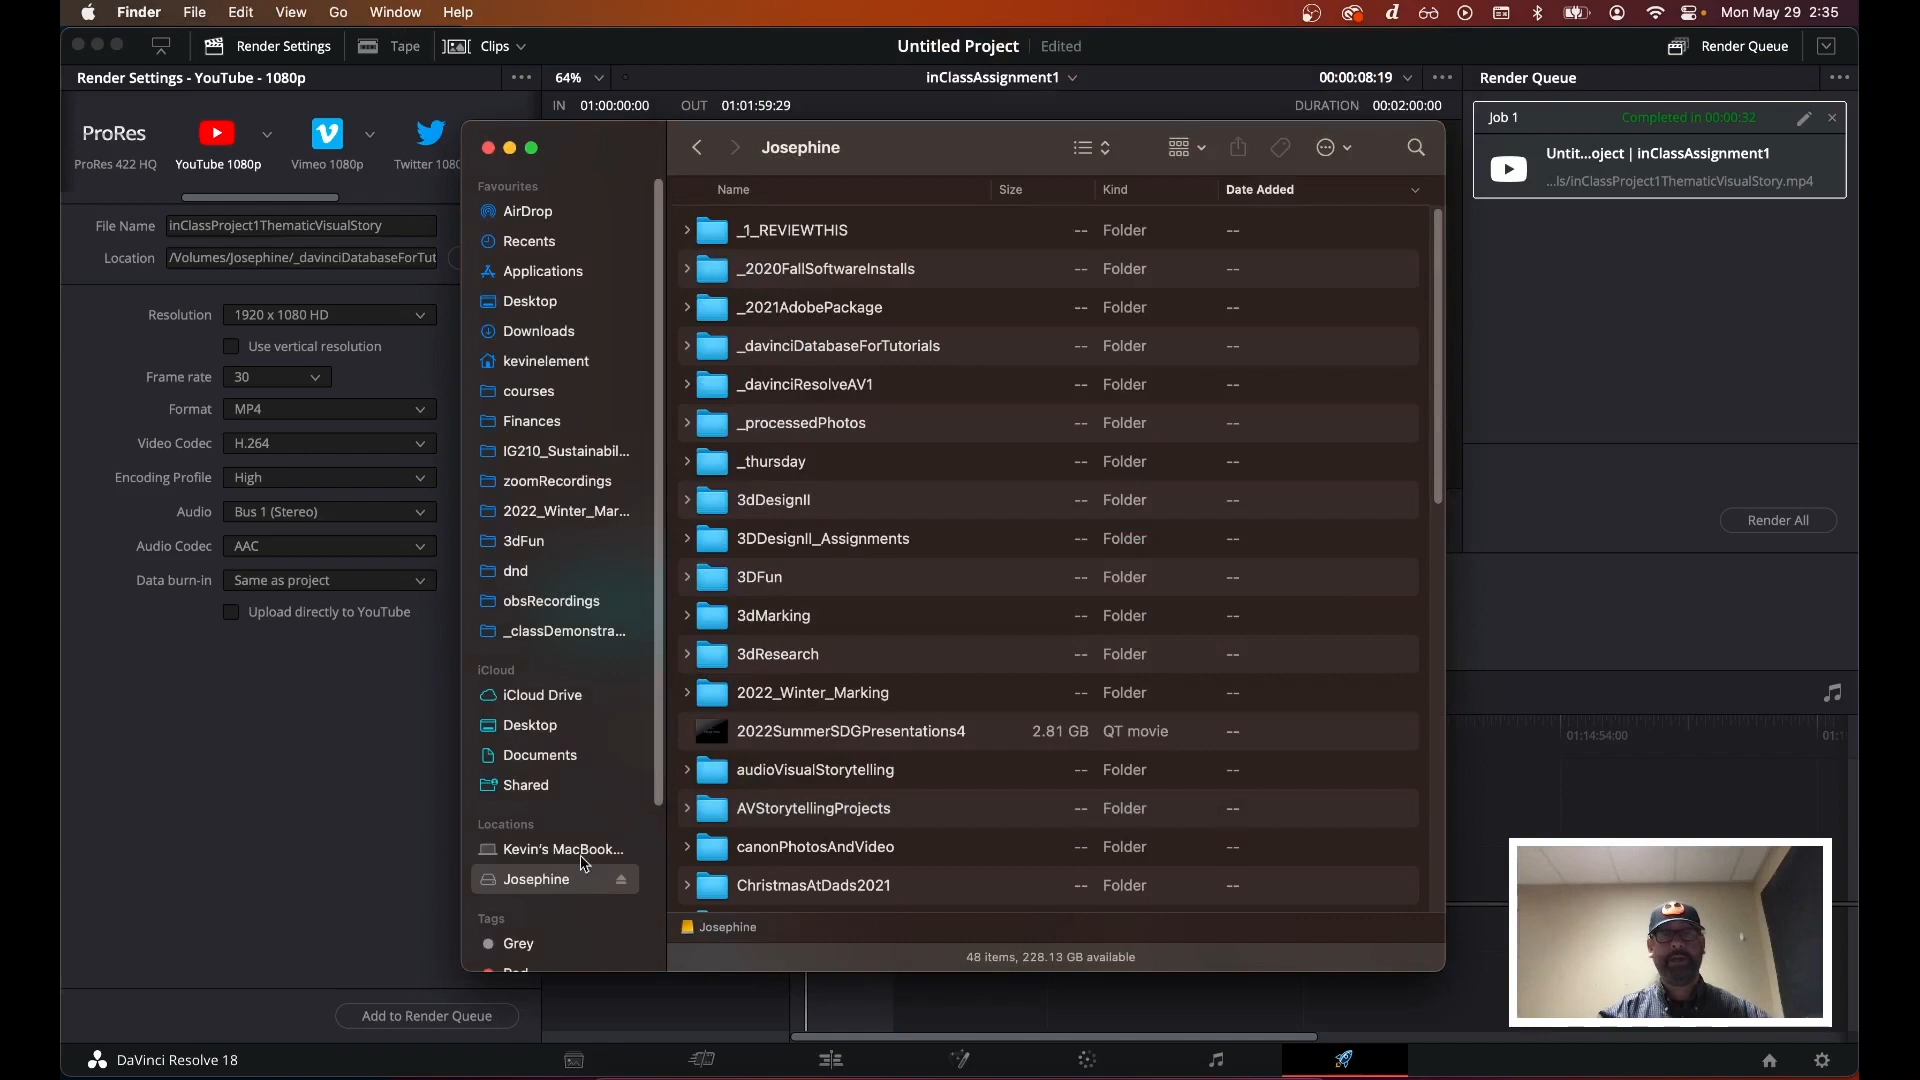 Finder File Edit View Go Window Help Mon May 29 2:35
Render Settings Tape Clips Untitled Project Edited Render Queue
Render Settings - YouTube - 1080p 64% inClassAssignment1 00:00:08:19 Render Queue
IN 01:00:00:00 OUT 01:01:59:29 DURATION 00:02:00:00
Job 1 Completed in 00:00:32
Untit...oject | inClassAssignment1
...ls/inClassProject1ThematicVisualStory.mp4
ProRes
ProRes 422 HQ YouTube 1080p Vimeo 1080p Twitter 108
File Name inClassProject1ThematicVisualStory
Location /Volumes/Josephine/_davinciDatabaseForTut
Resolution 1920 x 1080 HD
Use vertical resolution
Frame rate 30
Format MP4
Video Codec H.264
Encoding Profile High
Audio Bus 1 (Stereo)
Audio Codec AAC
Data burn-in Same as project
Upload directly to YouTube
Add to Render Queue
Favourites
AirDrop
Recents
Applications
Desktop
Downloads
kevinelement
courses
Finances
IG210_Sustainabil...
zoomRecordings
2022_Winter_Mar...
3dFun
dnd
obsRecordings
_classDemonstra...
iCloud
iCloud Drive
Desktop
Documents
Shared
Locations
Kevin's MacBook...
Josephine
Tags
Grey
Josephine
Name Size Kind Date Added
_1_REVIEWTHIS -- Folder --
_2020FallSoftwareInstalls -- Folder --
_2021AdobePackage -- Folder --
_davinciDatabaseForTutorials -- Folder --
_davinciResolveAV1 -- Folder --
_processedPhotos -- Folder --
_thursday -- Folder --
3dDesignII -- Folder --
3DDesignII_Assignments -- Folder --
3DFun -- Folder --
3dMarking -- Folder --
3dResearch -- Folder --
2022_Winter_Marking -- Folder --
2022SummerSDGPresentations4 2.81 GB QT movie --
audioVisualStorytelling -- Folder --
AVStorytellingProjects -- Folder --
canonPhotosAndVideo -- Folder --
ChristmasAtDads2021 -- Folder --
Josephine
48 items, 228.13 GB available
Render All
01:14:54:00 01:1
DaVinci Resolve 18